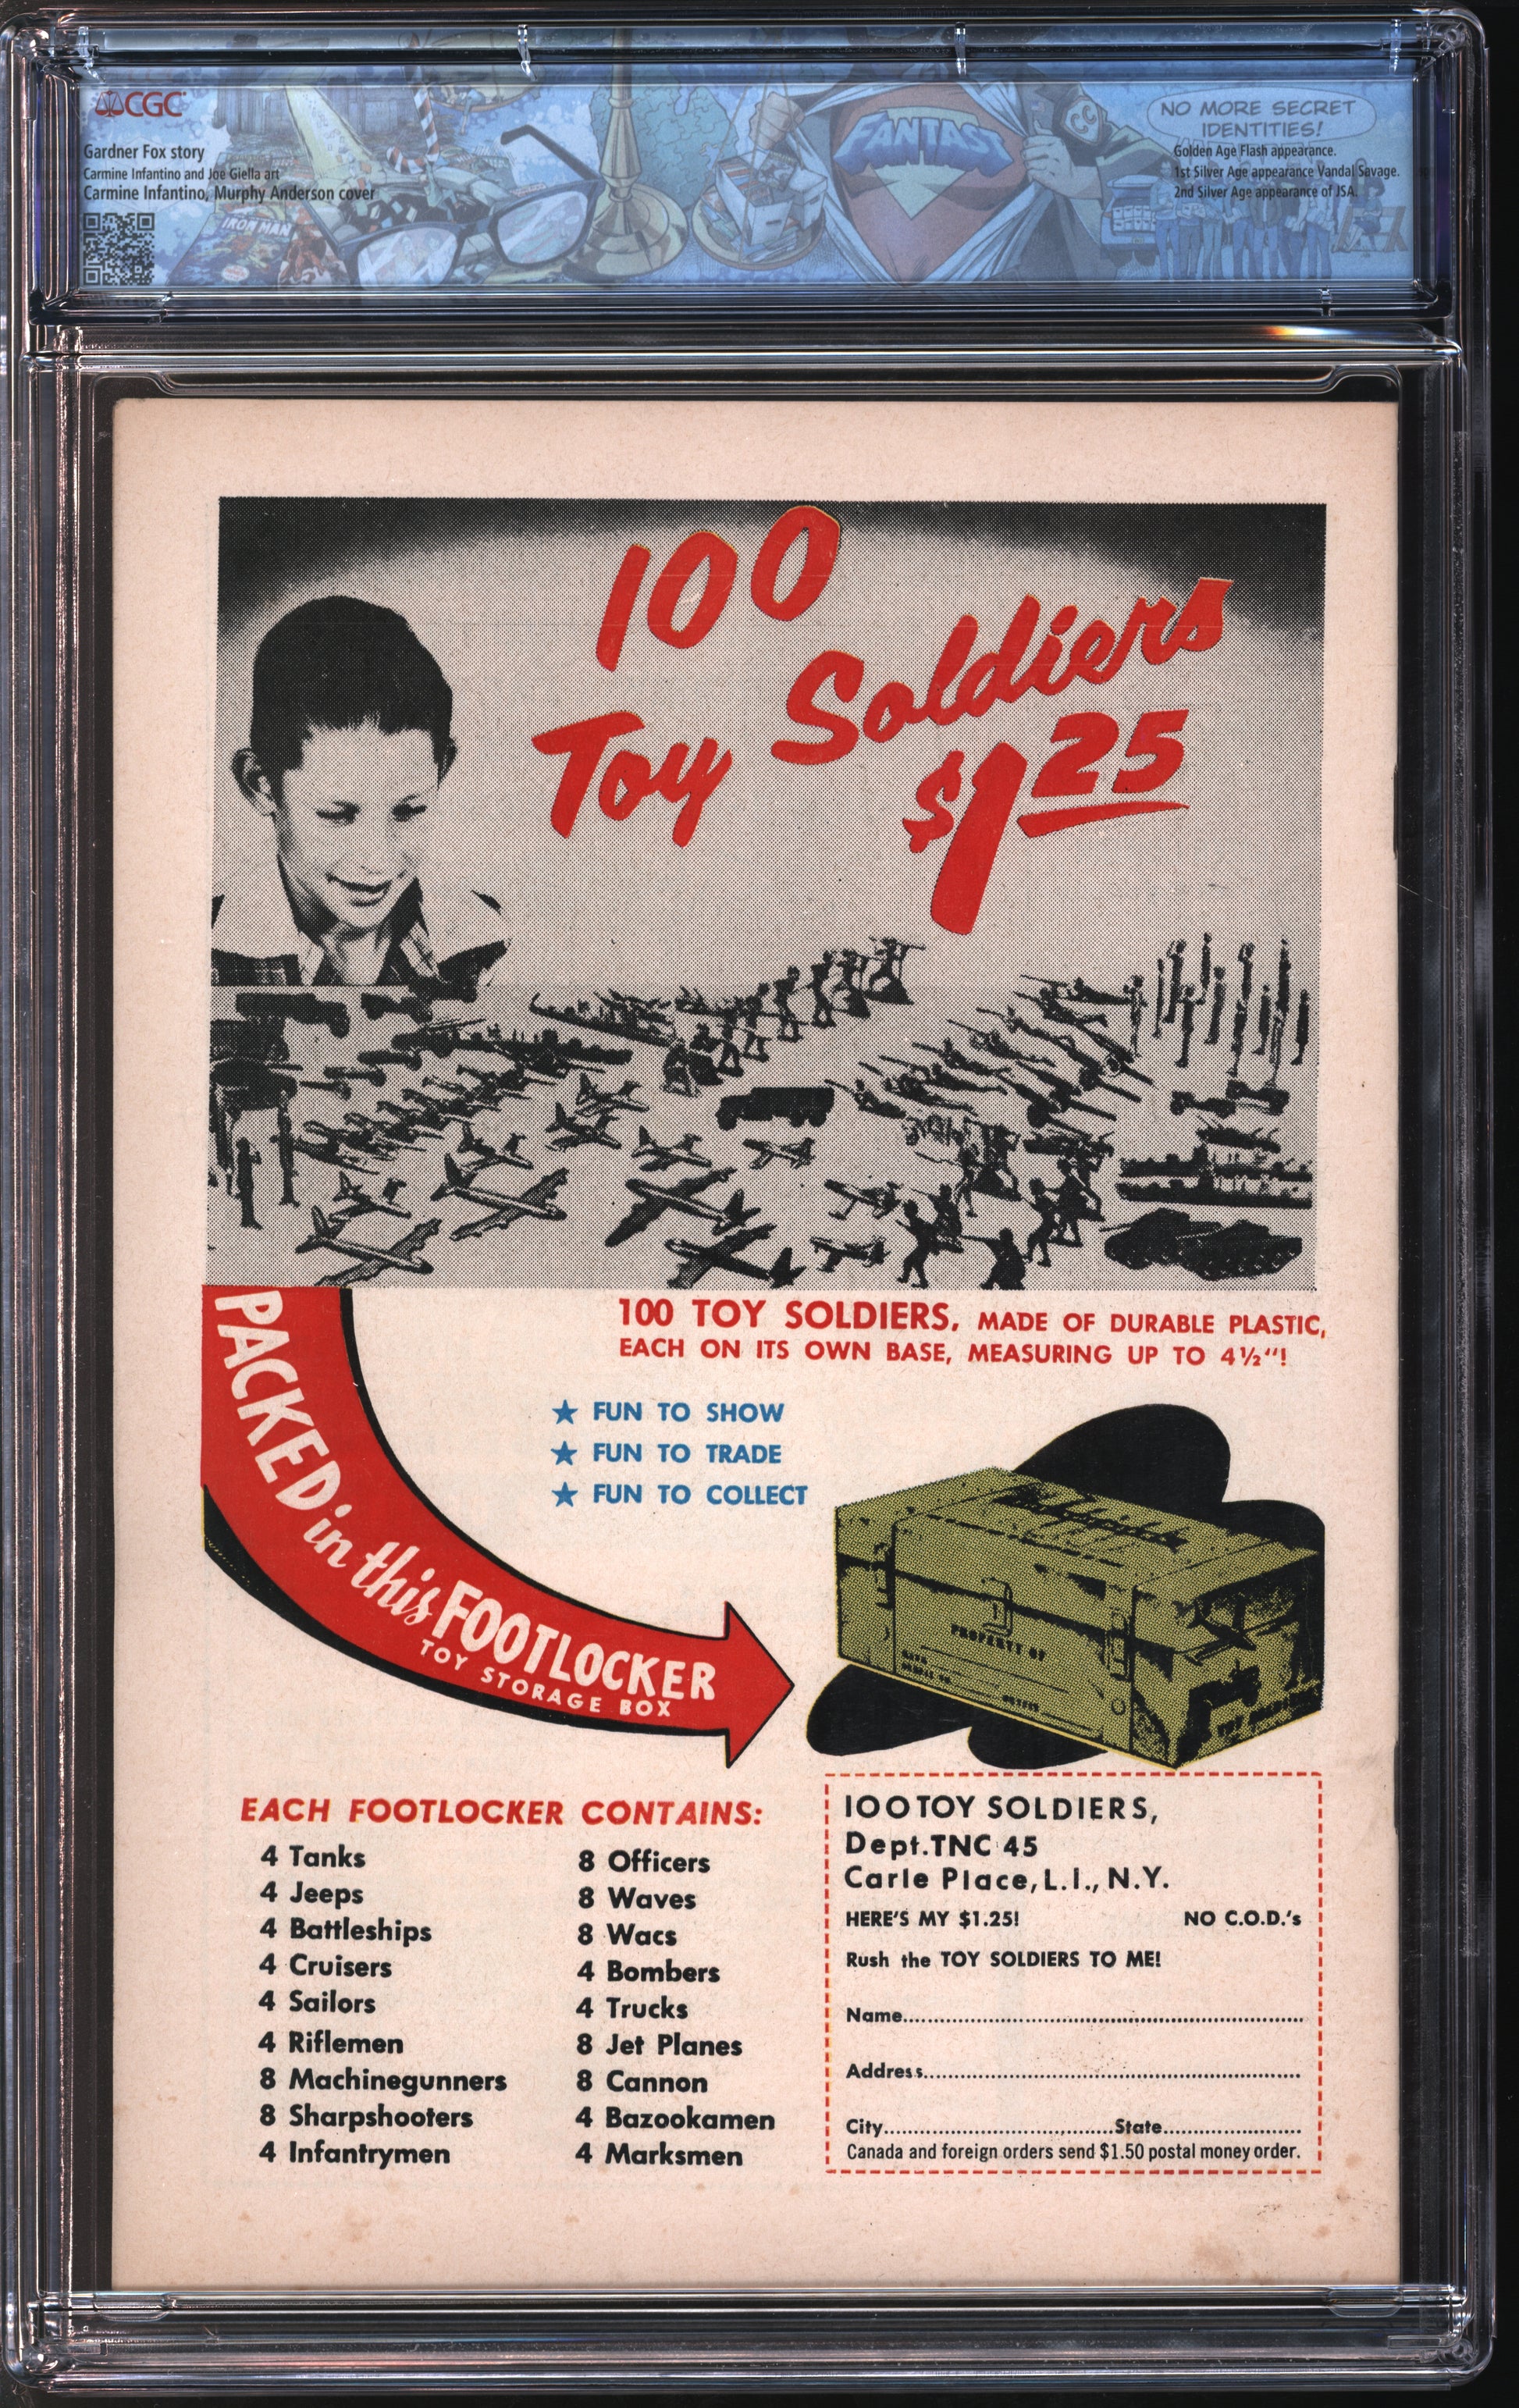 CGC
Gardner Fox story
Carmine Infantino and Joe Giella art
Carmine Infantino, Murphy Anderson cover
IRON MAN
FANTAST
CGC
NO MORE SECRET
IDENTITIES!
Golden Age Flash appearance.
1st Silver Age appearance Vandal Savage.
2nd Silver Age appearance of JSA.
100
Toy Soldiers
$1 25
PACKED in this FOOTLOCKER
TOY STORAGE BOX
100 TOY SOLDIERS, MADE OF DURABLE PLASTIC,
EACH ON ITS OWN BASE, MEASURING UP TO 4½"!
★ FUN TO SHOW
★ FUN TO TRADE
★ FUN TO COLLECT
PROPERTY OF
EACH FOOTLOCKER CONTAINS:
4 Tanks
4 Jeeps
4 Battleships
4 Cruisers
4 Sailors
4 Riflemen
8 Machinegunners
8 Sharpshooters
4 Infantrymen
8 Officers
8 Waves
8 Wacs
4 Bombers
4 Trucks
8 Jet Planes
8 Cannon
4 Bazookamen
4 Marksmen
100 TOY SOLDIERS,
Dept. TNC 45
Carle Place, L.I., N.Y.
HERE'S MY $1.25! NO C.O.D.'s
Rush the TOY SOLDIERS TO ME!
Name
Address
City State
Canada and foreign orders send $1.50 postal money order.